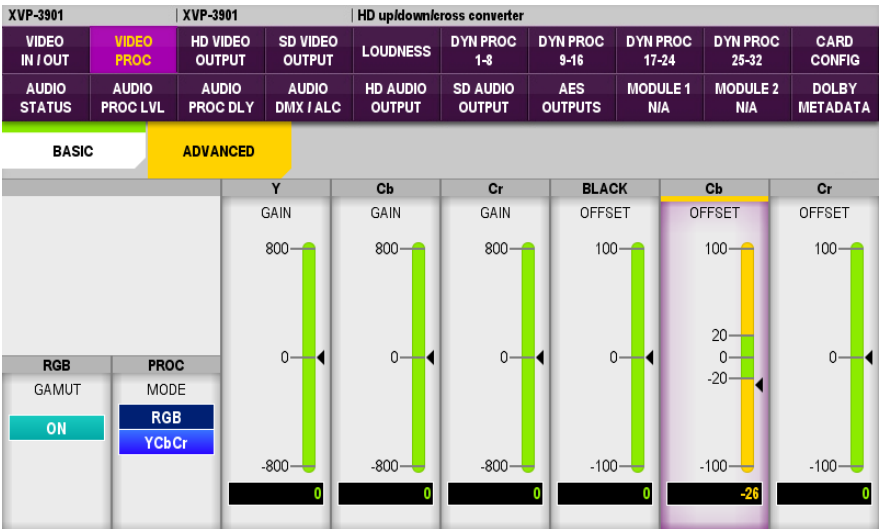 XVP-3901 XVP-3901 HD up/down/cross converter
VIDEO IN / OUT
VIDEO PROC
HD VIDEO OUTPUT
SD VIDEO OUTPUT
LOUDNESS
DYN PROC 1-8
DYN PROC 9-16
DYN PROC 17-24
DYN PROC 25-32
CARD CONFIG
AUDIO STATUS
AUDIO PROC LVL
AUDIO PROC DLY
AUDIO DMX / ALC
HD AUDIO OUTPUT
SD AUDIO OUTPUT
AES OUTPUTS
MODULE 1 N/A
MODULE 2 N/A
DOLBY METADATA
BASIC ADVANCED
Y Cb Cr BLACK Cb Cr
GAIN GAIN GAIN OFFSET OFFSET OFFSET
800 800 800 100 100 100
20
0 0 0 0 0 0
-20
RGB PROC
GAMUT MODE
ON
RGB
YCbCr
-800 -800 -800 -100 -100 -100
0 0 0 0 -26 0